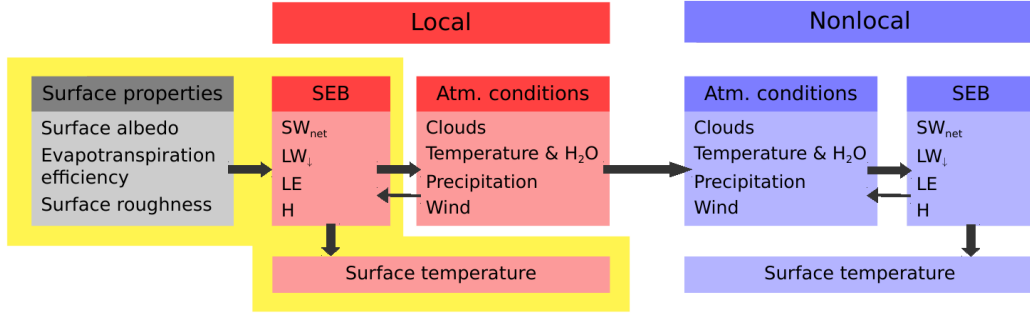 Local
Nonlocal
Surface properties
Surface albedo
Evapotranspiration
efficiency
Surface roughness
SEB
SWnet
LW↓
LE
H
Atm. conditions
Clouds
Temperature & H₂O
Precipitation
Wind
Surface temperature
Atm. conditions
Clouds
Temperature & H₂O
Precipitation
Wind
SEB
SWnet
LW↓
LE
H
Surface temperature